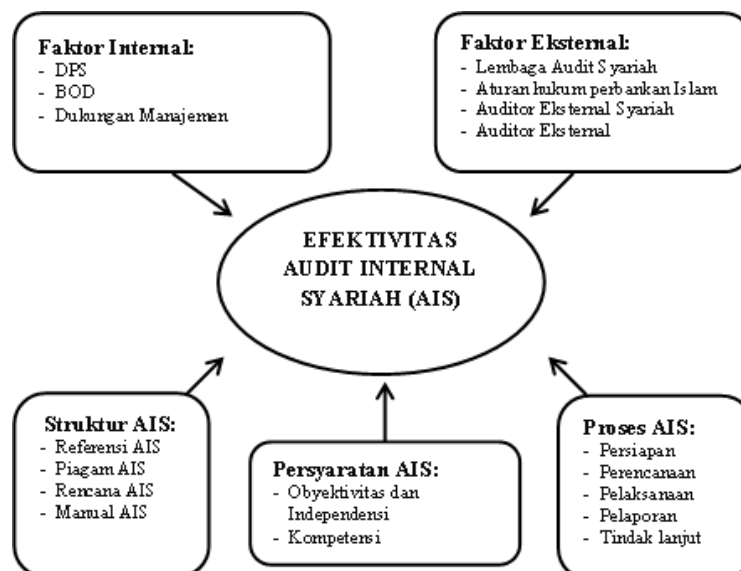 Faktor Internal:
- DPS
- BOD
- Dukungan Manajemen
Faktor Eksternal:
- Lembaga Audit Syariah
- Aturan hukum perbankan Islam
- Auditor Eksternal Syariah
- Auditor Eksternal
EFEKTIVITAS
AUDIT INTERNAL
SYARIAH (AIS)
Struktur AIS:
- Referensi AIS
- Piagam AIS
- Rencana AIS
- Manual AIS
Persyaratan AIS:
- Obyektivitas dan
Independensi
- Kompetensi
Proses AIS:
- Persiapan
- Perencanaan
- Pelaksanaan
- Pelaporan
- Tindak lanjut